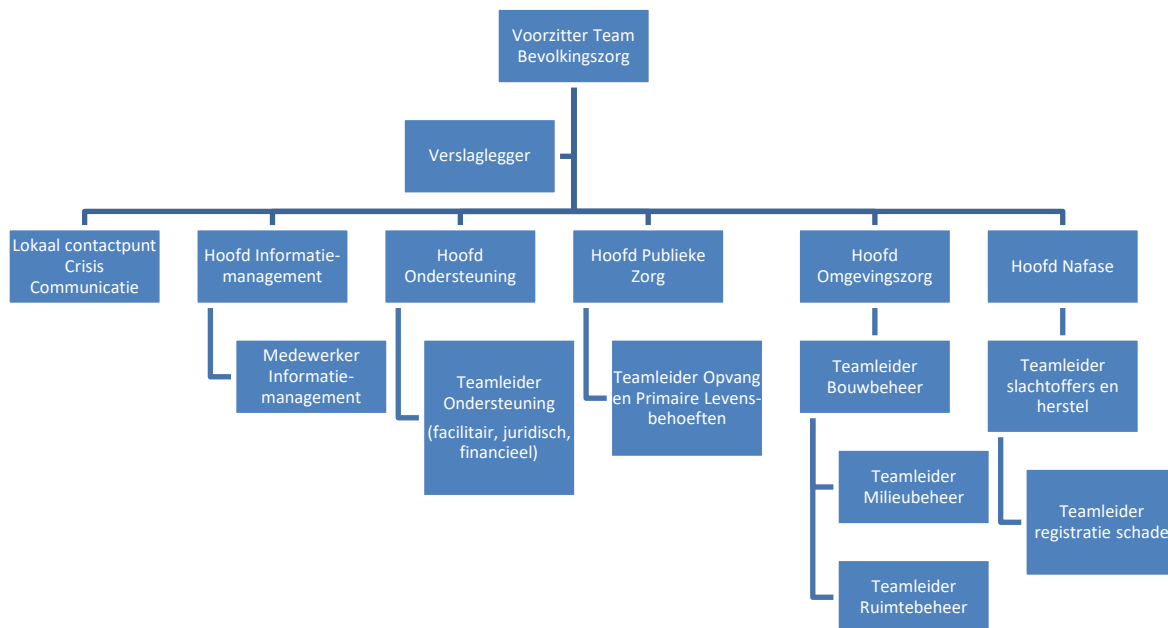 Voorzitter Team
Bevolkingszorg
Verslaglegger
Lokaal contactpunt
Crisis
Communicatie
Hoofd Informatie-
management
Hoofd
Ondersteuning
Hoofd Publieke
Zorg
Hoofd
Omgevingszorg
Hoofd Nafase
Medewerker
Informatie-
management
Teamleider
Ondersteuning
(facilitair, juridisch,
financieel)
Teamleider Opvang
en Primaire Levens-
behoeften
Teamleider
Bouwbeheer
Teamleider
slachtoffers en
herstel
Teamleider
Milieubeheer
Teamleider
registratie schade
Teamleider
Ruimtebeheer